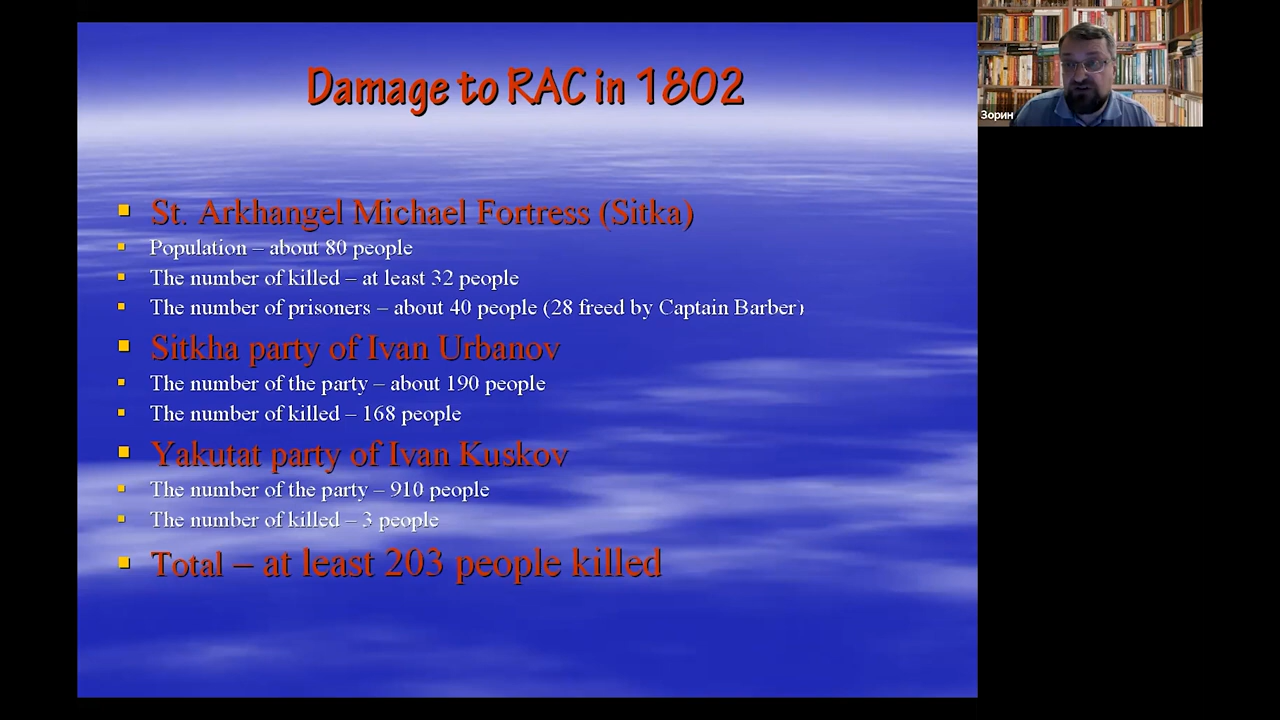 Damage to RAC in 1802
St. Arkhangel Michael Fortress (Sitka)
Population – about 80 people
The number of killed – at least 32 people
The number of prisoners – about 40 people (28 freed by Captain Barber)
Sitkha party of Ivan Urbanov
The number of the party – about 190 people
The number of killed – 168 people
Yakutat party of Ivan Kuskov
The number of the party – 910 people
The number of killed – 3 people
Total – at least 203 people killed
Зорин